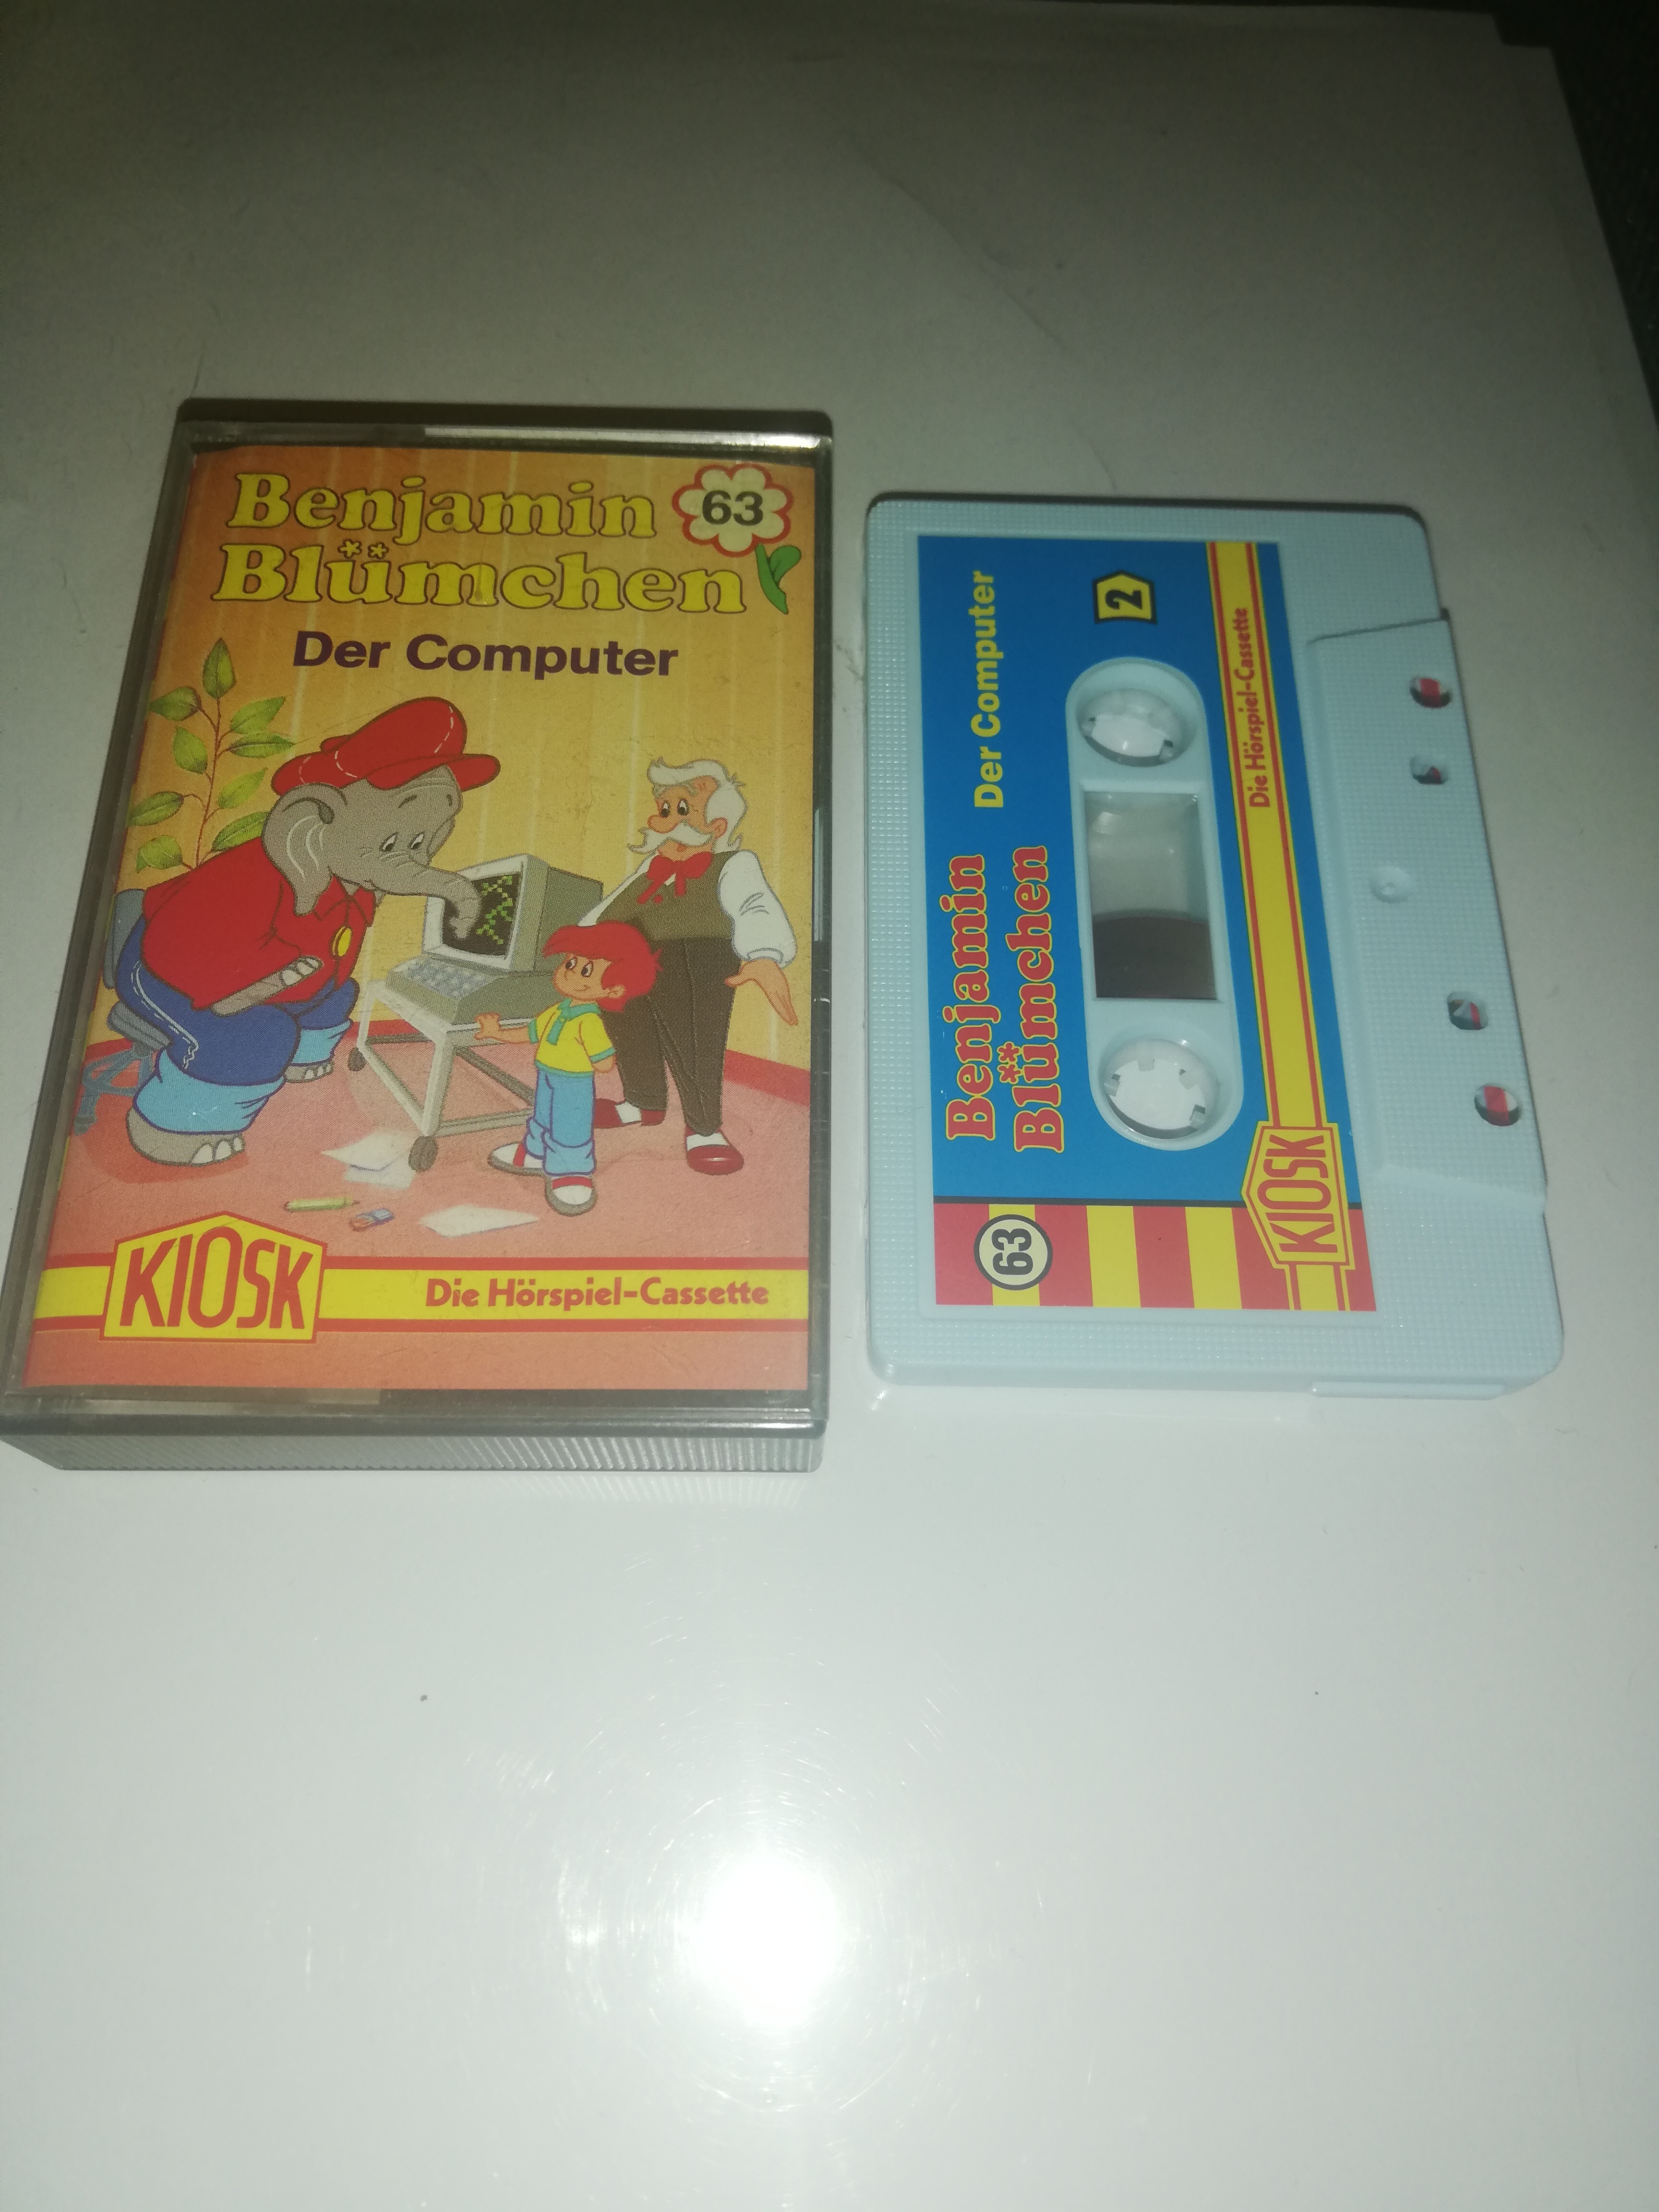 Benjamin
Blümchen
63
Der Computer
KIOSK
Die Hörspiel-Cassette
Benjamin
Blümchen
Der Computer
2
63
KIOSK
Die Hörspiel-Cassette